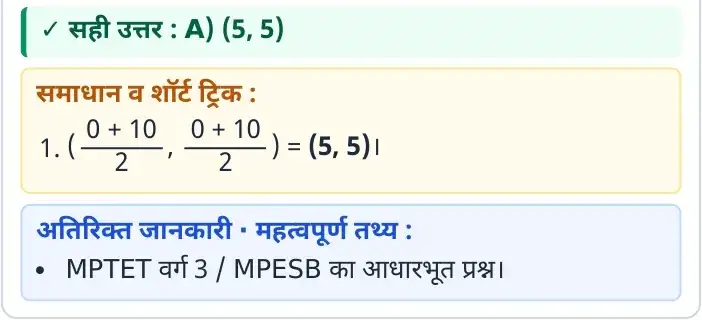 ✓ सही उत्तर : A) (5, 5)
समाधान व शॉर्ट ट्रिक :
1. ( (0 + 10)/2 , (0 + 10)/2 ) = (5, 5)।
अतिरिक्त जानकारी · महत्वपूर्ण तथ्य :
• MPTET वर्ग 3 / MPESB का आधारभूत प्रश्न।